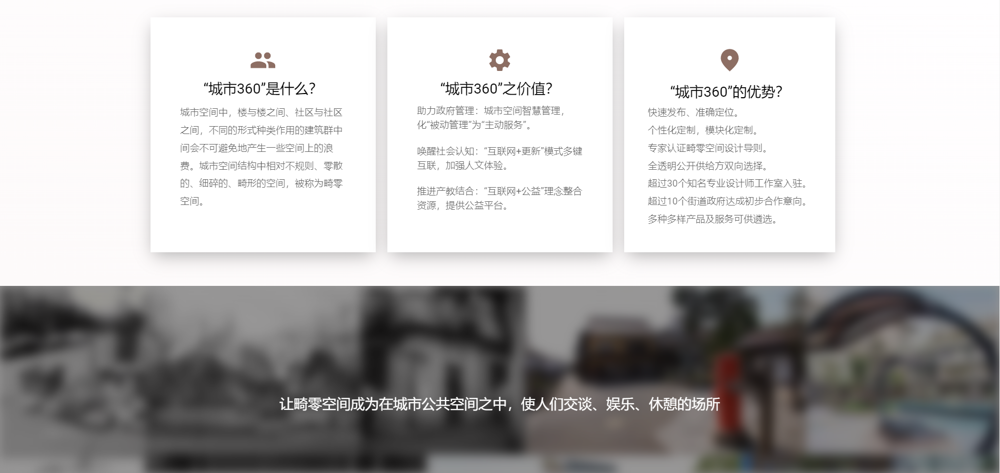 “城市360”是什么？
城市空间中，楼与楼之间、社区与社区
之间，不同的形式种类作用的建筑群中
间会不可避免地产生一些空间上的浪
费。城市空间结构中相对不规则、零散
的、细碎的、畸形的空间，被称为畸零
空间。
“城市360”之价值？
助力政府管理：城市空间智慧管理，
化“被动管理”为“主动服务”。
唤醒社会认知：“互联网+更新”模式多键
互联，加强人文体验。
推进产教结合：“互联网+公益”理念整合
资源，提供公益平台。
“城市360”的优势？
快速发布、准确定位。
个性化定制，模块化定制。
专家认证畸零空间设计导则。
全透明公开供给方双向选择。
超过30个知名专业设计师工作室入驻。
超过10个街道政府达成初步合作意向。
多种多样产品及服务可供遴选。
让畸零空间成为在城市公共空间之中，使人们交谈、娱乐、休憩的场所